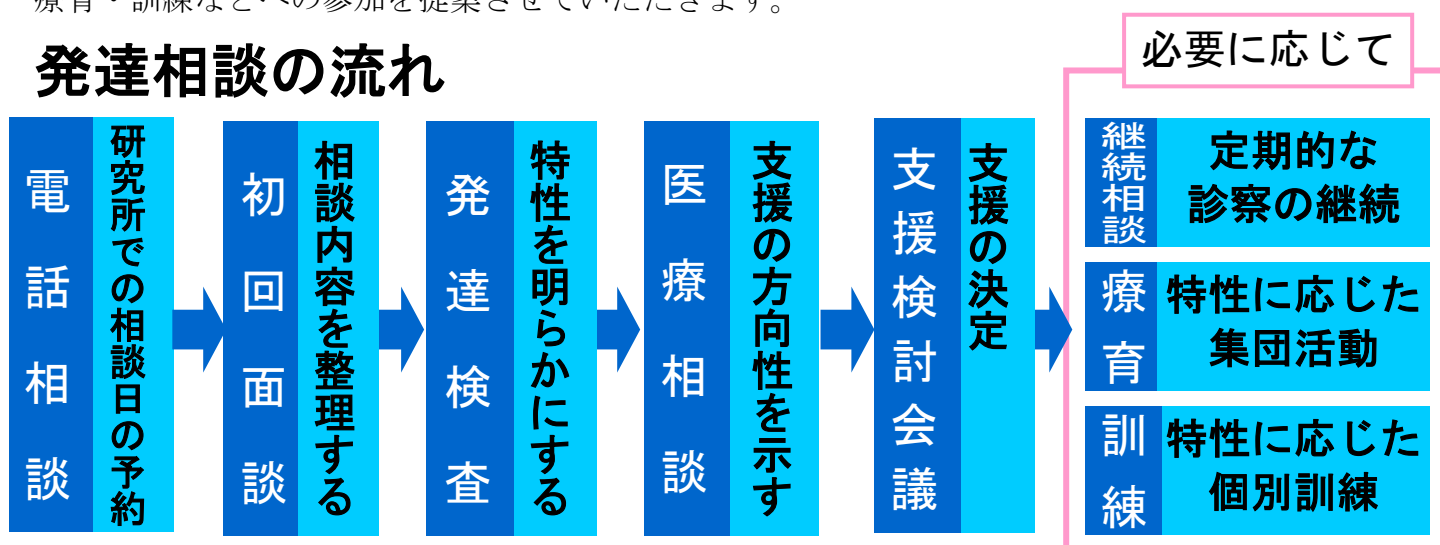 療育・訓練などへの参加を提案させていただきます。
発達相談の流れ
必要に応じて
電話相談
研究所での相談日の予約
初回面談
相談内容を整理する
発達検査
特性を明らかにする
医療相談
支援の方向性を示す
支援検討会議
支援の決定
継続相談
定期的な
診察の継続
療育
特性に応じた
集団活動
訓練
特性に応じた
個別訓練